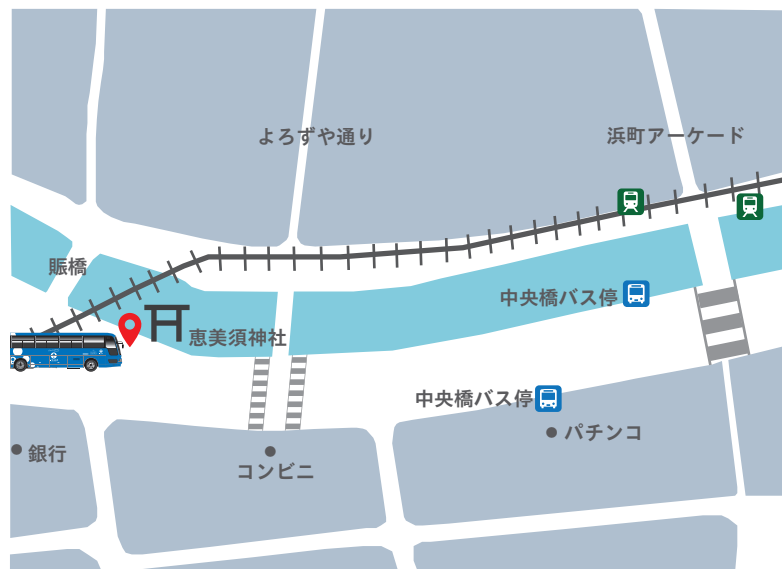 よろずや通り
浜町アーケード
賑橋
中央橋バス停
恵美須神社
中央橋バス停
パチンコ
銀行
コンビニ